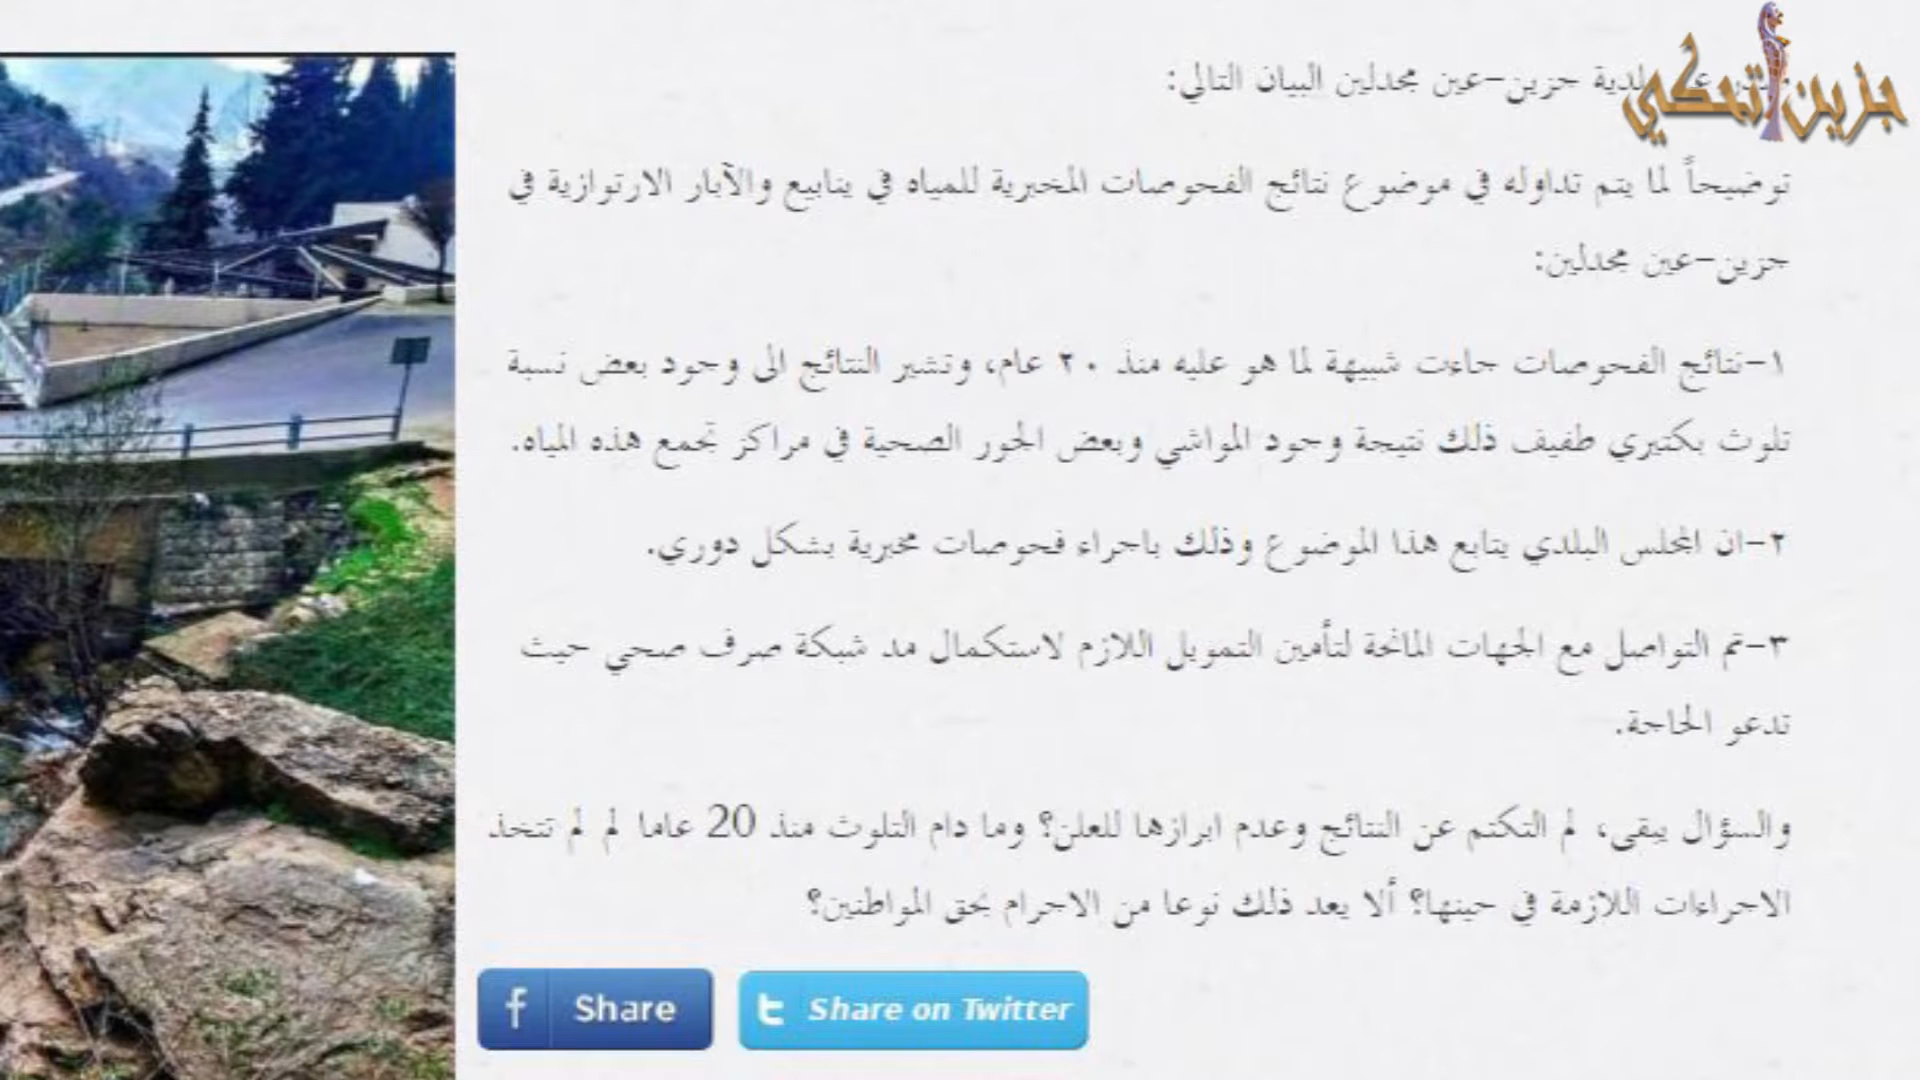 جزين تحكي
بلدية جزين-عين مجدلين البيان التالي:
توضيحاً لما يتم تداوله في موضوع نتائج الفحوصات المخبرية للمياه في ينابيع والآبار الارتوازية في
جزين-عين مجدلين:
١-نتائج الفحوصات جاءت شبيهة لما هو عليه منذ ٢٠ عام، وتشير النتائج الى وجود بعض نسبة
تلوث بكتيري طفيف ذلك نتيجة وجود المواشي وبعض الجور الصحية في مراكز تجمع هذه المياه.
٢-ان المجلس البلدي يتابع هذا الموضوع وذلك باجراء فحوصات مخبرية بشكل دوري.
٣-تم التواصل مع الجهات المانحة لتأمين التمويل اللازم لاستكمال مد شبكة صرف صحي حيث
تدعو الحاجة.
والسؤال يبقى، لم التكتم عن النتائج وعدم ابرازها للعلن؟ وما دام التلوث منذ 20 عاما لم لم تتخذ
الاجراءات اللازمة في حينها؟ ألا يعد ذلك نوعا من الاجرام بحق المواطنين؟
f Share
t Share on Twitter